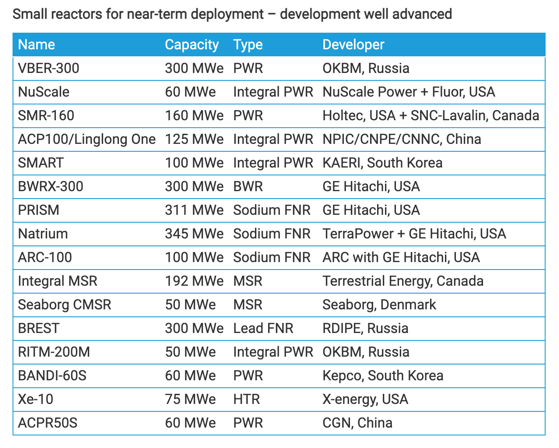 Small reactors for near-term deployment – development well advanced
Name Capacity Type Developer
VBER-300 300 MWe PWR OKBM, Russia
NuScale 60 MWe Integral PWR NuScale Power + Fluor, USA
SMR-160 160 MWe PWR Holtec, USA + SNC-Lavalin, Canada
ACP100/Linglong One 125 MWe Integral PWR NPIC/CNPE/CNNC, China
SMART 100 MWe Integral PWR KAERI, South Korea
BWRX-300 300 MWe BWR GE Hitachi, USA
PRISM 311 MWe Sodium FNR GE Hitachi, USA
Natrium 345 MWe Sodium FNR TerraPower + GE Hitachi, USA
ARC-100 100 MWe Sodium FNR ARC with GE Hitachi, USA
Integral MSR 192 MWe MSR Terrestrial Energy, Canada
Seaborg CMSR 50 MWe MSR Seaborg, Denmark
BREST 300 MWe Lead FNR RDIPE, Russia
RITM-200M 50 MWe Integral PWR OKBM, Russia
BANDI-60S 60 MWe PWR Kepco, South Korea
Xe-10 75 MWe HTR X-energy, USA
ACPR50S 60 MWe PWR CGN, China